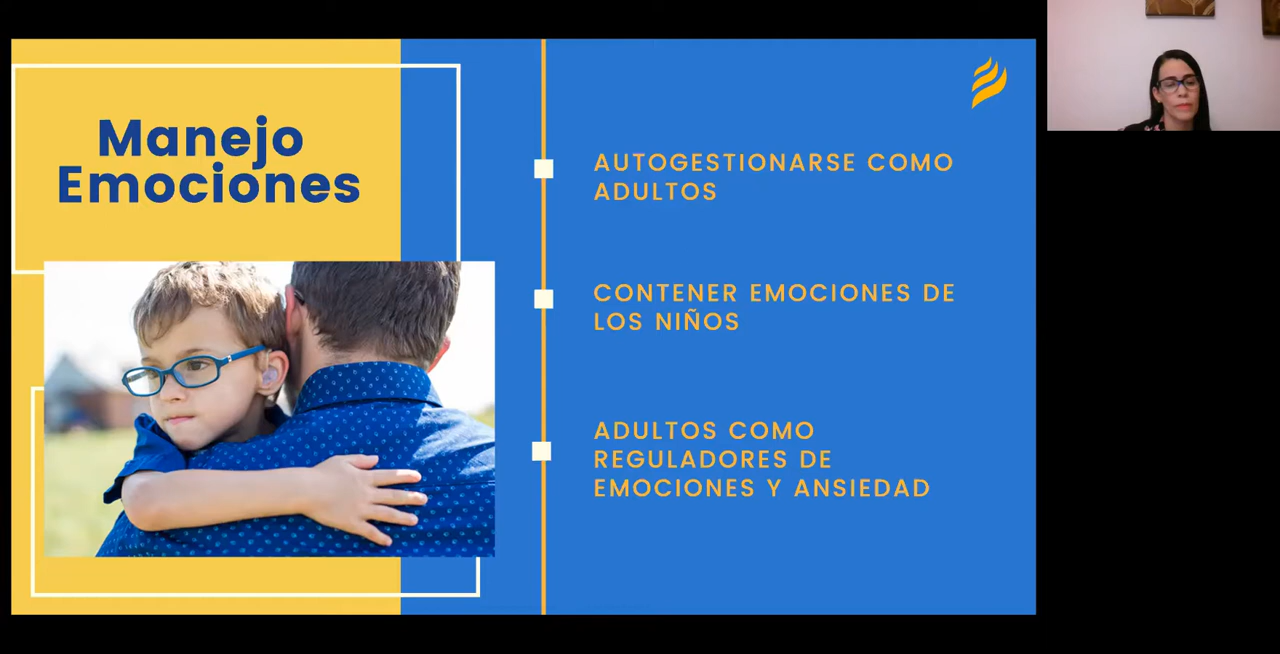 Manejo
Emociones
AUTOGESTIONARSE COMO
ADULTOS
CONTENER EMOCIONES DE
LOS NIÑOS
ADULTOS COMO
REGULADORES DE
EMOCIONES Y ANSIEDAD